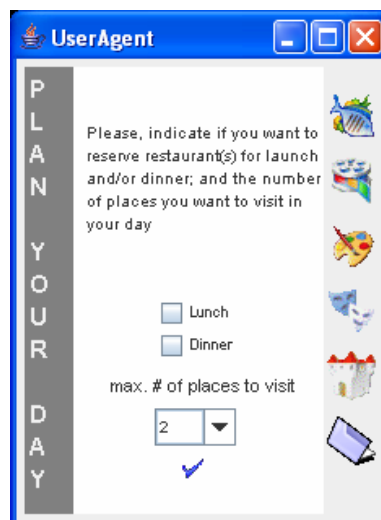 UserAgent
PLAN YOUR DAY
Please, indicate if you want to
reserve restaurant(s) for launch
and/or dinner; and the number
of places you want to visit in
your day
Lunch
Dinner
max. # of places to visit
2